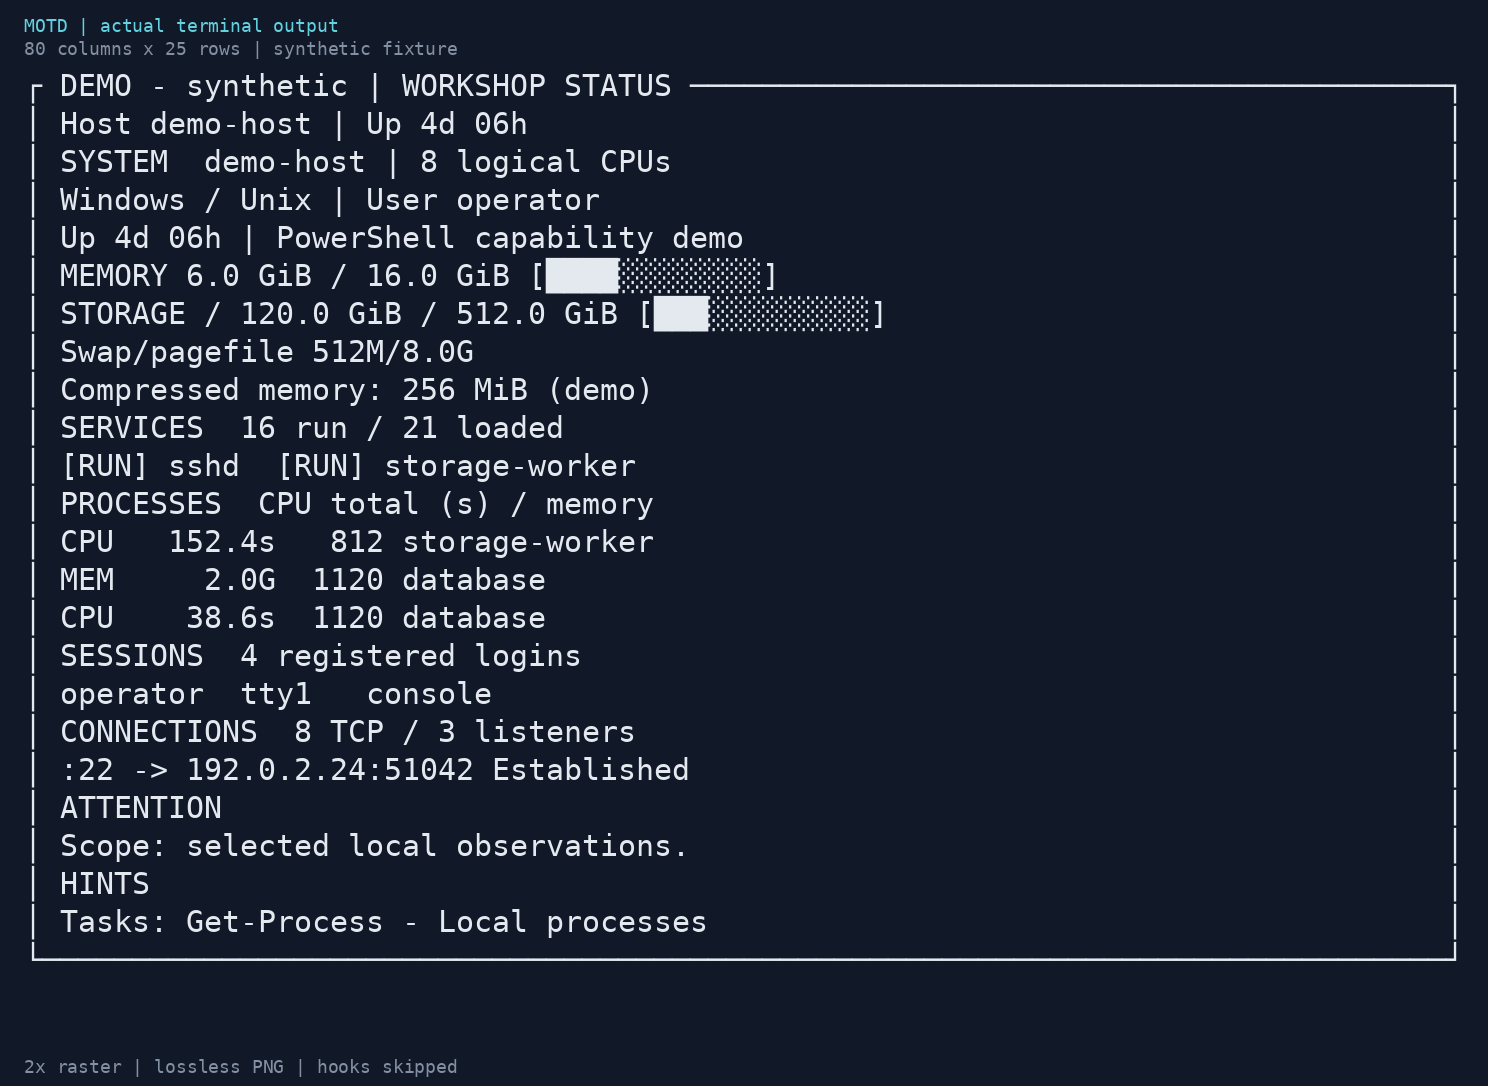 MOTD | actual terminal output
80 columns x 25 rows | synthetic fixture
DEMO - synthetic | WORKSHOP STATUS
Host demo-host | Up 4d 06h
SYSTEM  demo-host | 8 logical CPUs
Windows / Unix | User operator
Up 4d 06h | PowerShell capability demo
MEMORY 6.0 GiB / 16.0 GiB [████░░░░░░░░]
STORAGE / 120.0 GiB / 512.0 GiB [███░░░░░░░░░]
Swap/pagefile 512M/8.0G
Compressed memory: 256 MiB (demo)
SERVICES  16 run / 21 loaded
[RUN] sshd  [RUN] storage-worker
PROCESSES  CPU total (s) / memory
CPU   152.4s   812 storage-worker
MEM     2.0G  1120 database
CPU    38.6s  1120 database
SESSIONS  4 registered logins
operator  tty1   console
CONNECTIONS  8 TCP / 3 listeners
:22 -> 192.0.2.24:51042 Established
ATTENTION
Scope: selected local observations.
HINTS
Tasks: Get-Process - Local processes
2x raster | lossless PNG | hooks skipped